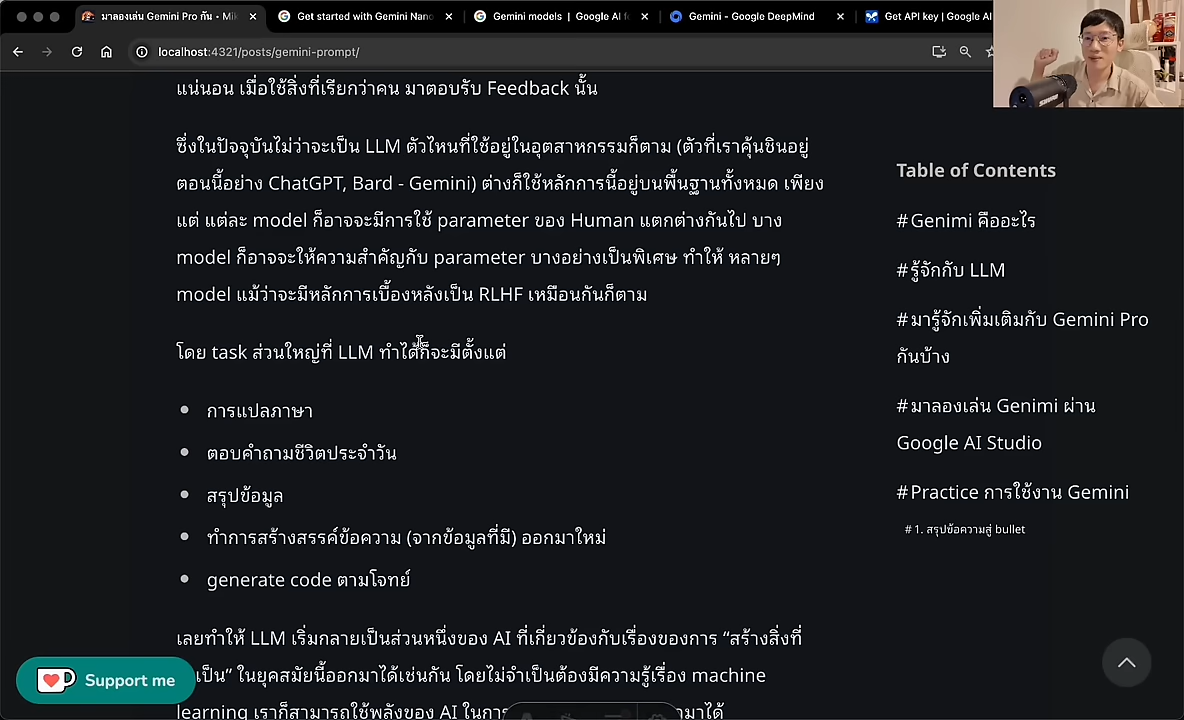 มาลองเล่น Gemini Pro กัน • Mik
Get started with Gemini Nano
Gemini models | Google AI fo
Gemini - Google DeepMind
Get API key | Google AI
localhost:4321/posts/gemini-prompt/
แน่นอน เมื่อใช้สิ่งที่เรียกว่าคน มาตอบรับ Feedback นั้น
ซึ่งในปัจจุบันไม่ว่าจะเป็น LLM ตัวไหนที่ใช้อยู่ในอุตสาหกรรมก็ตาม (ตัวที่เราคุ้นชินอยู่
ตอนนี้อย่าง ChatGPT, Bard - Gemini) ต่างก็ใช้หลักการนี้อยู่บนพื้นฐานทั้งหมด เพียง
แต่ แต่ละ model ก็อาจจะมีการใช้ parameter ของ Human แตกต่างกันไป บาง
model ก็อาจจะให้ความสำคัญกับ parameter บางอย่างเป็นพิเศษ ทำให้ หลายๆ
model แม้ว่าจะมีหลักการเบื้องหลังเป็น RLHF เหมือนกันก็ตาม
โดย task ส่วนใหญ่ที่ LLM ทำได้ก็จะมีตั้งแต่
การแปลภาษา
ตอบคำถามชีวิตประจำวัน
สรุปข้อมูล
ทำการสร้างสรรค์ข้อความ (จากข้อมูลที่มี) ออกมาใหม่
generate code ตามโจทย์
เลยทำให้ LLM เริ่มกลายเป็นส่วนหนึ่งของ AI ที่เกี่ยวข้องกับเรื่องของการ “สร้างสิ่งที่
เป็น” ในยุคสมัยนี้ออกมาได้เช่นกัน โดยไม่จำเป็นต้องมีความรู้เรื่อง machine
learning เราก็สามารถใช้พลังของ AI ในการ มาได้
Table of Contents
#Genimi คืออะไร
#รู้จักกับ LLM
#มารู้จักเพิ่มเติมกับ Gemini Pro
กันบ้าง
#มาลองเล่น Genimi ผ่าน
Google AI Studio
#Practice การใช้งาน Gemini
#1. สรุปข้อความสู่ bullet
Support me